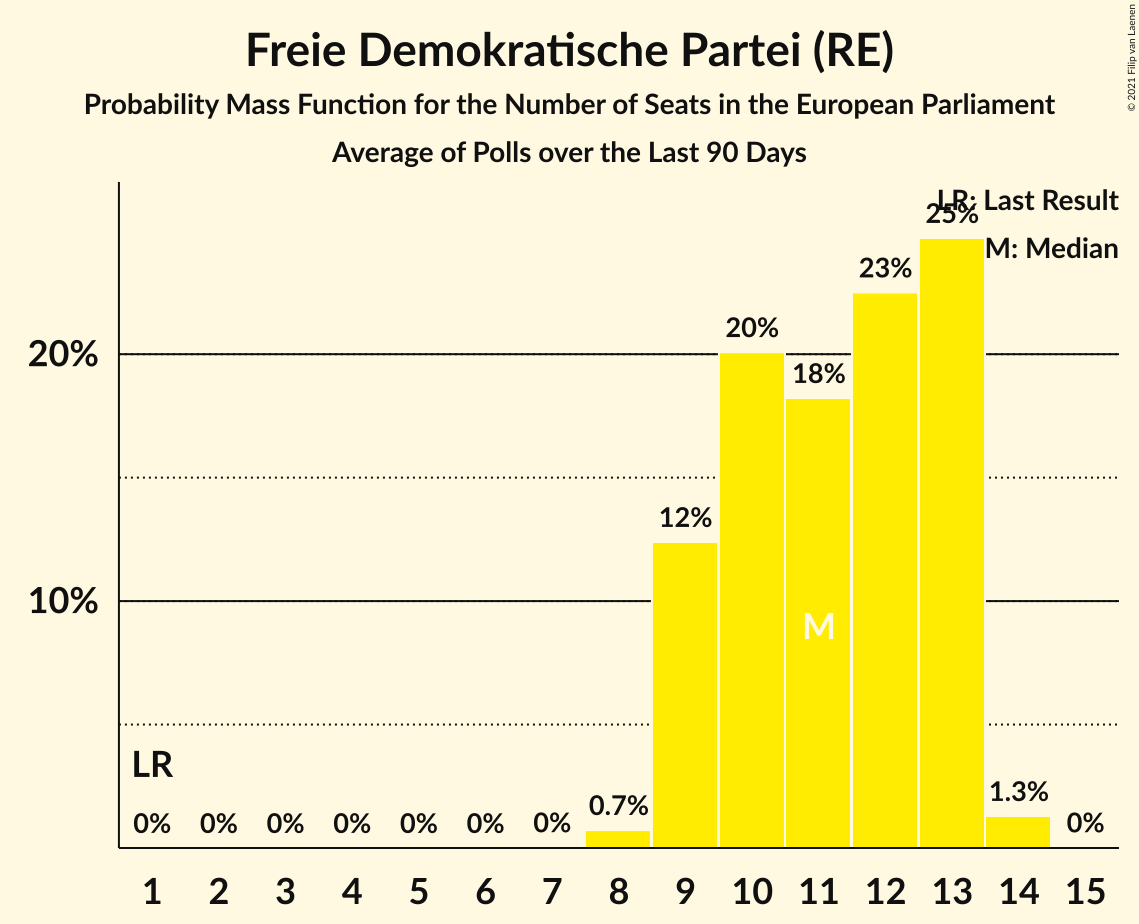 © 2021 Filip van Laenen
Freie Demokratische Partei (RE)
Probability Mass Function for the Number of Seats in the European Parliament
Average of Polls over the Last 90 Days
LR: Last Result
M: Median
25%
23%
20%
20%
18%
12%
10%
M
LR
0% 0% 0% 0% 0% 0% 0% 0.7% 1.3% 0%
1 2 3 4 5 6 7 8 9 10 11 12 13 14 15